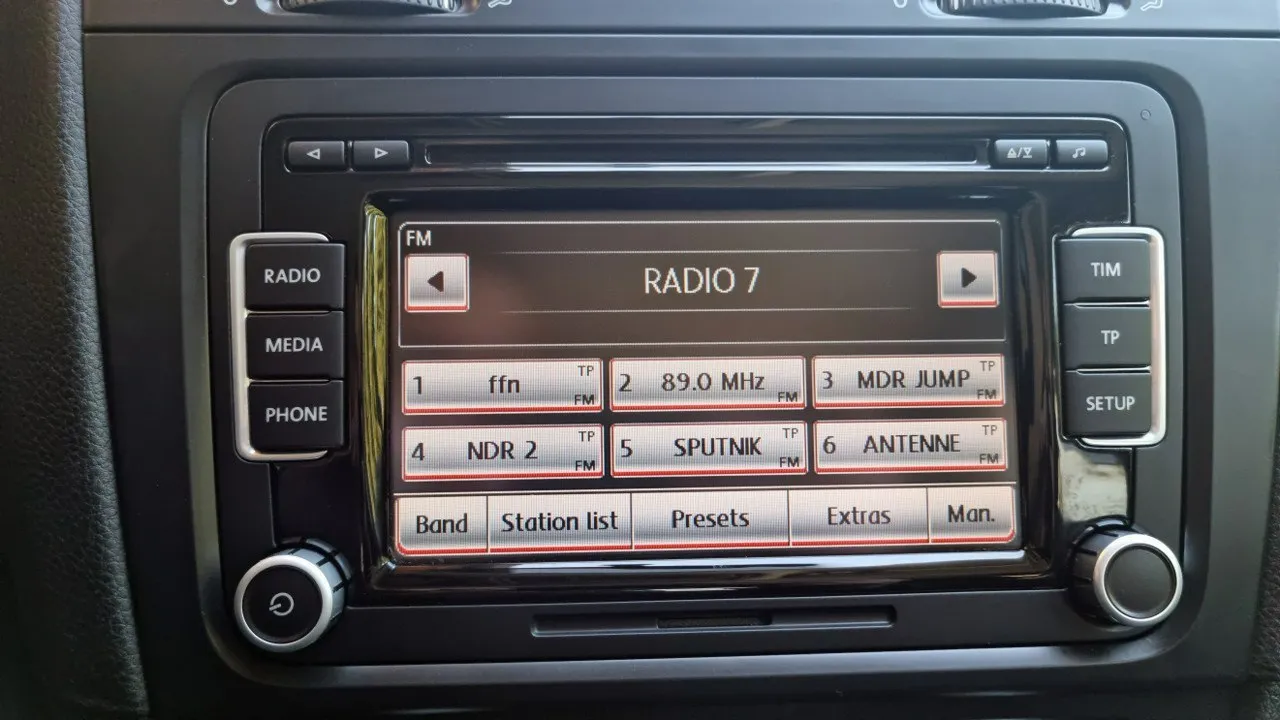 FM
RADIO 7
RADIO
MEDIA
PHONE
TIM
TP
SETUP
1 ffn TP FM
2 89.0 MHz FM
3 MDR JUMP TP FM
4 NDR 2 TP FM
5 SPUTNIK TP FM
6 ANTENNE TP FM
Band Station list Presets Extras Man.